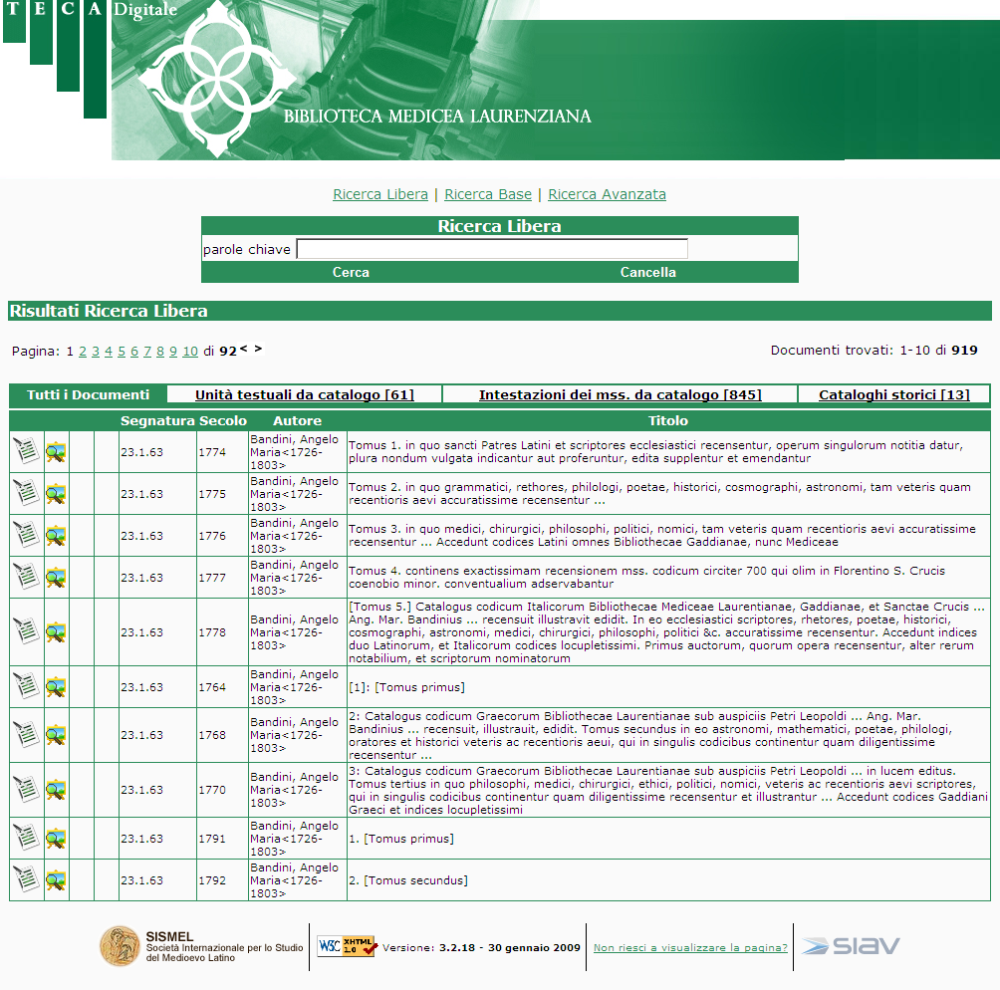 TECA Digitale
BIBLIOTECA MEDICEA LAURENZIANA
Ricerca Libera | Ricerca Base | Ricerca Avanzata
Ricerca Libera
parole chiave
Cerca Cancella
Risultati Ricerca Libera
Pagina: 1 2 3 4 5 6 7 8 9 10 di 92 < >
Documenti trovati: 1-10 di 919
Tutti i Documenti Unità testuali da catalogo [61] Intestazioni dei mss. da catalogo [845] Cataloghi storici [13]
Segnatura Secolo Autore Titolo
23.1.63 1774
Bandini, Angelo
Maria<1726-
1803>
Tomus 1. in quo sancti Patres Latini et scriptores ecclesiastici recensentur, operum singulorum notitia datur,
plura nondum vulgata indicantur aut proferuntur, edita supplentur et emendantur
23.1.63 1775
Bandini, Angelo
Maria<1726-
1803>
Tomus 2. in quo grammatici, rethores, philologi, poetae, historici, cosmographi, astronomi, tam veteris quam
recentioris aevi accuratissime recensentur ...
23.1.63 1776
Bandini, Angelo
Maria<1726-
1803>
Tomus 3. in quo medici, chirurgici, philosophi, politici, nomici, tam veteris quam recentioris aevi accuratissime
recensentur ... Accedunt codices Latini omnes Bibliothecae Gaddianae, nunc Mediceae
23.1.63 1777
Bandini, Angelo
Maria<1726-
1803>
Tomus 4. continens exactissimam recensionem mss. codicum circiter 700 qui olim in Florentino S. Crucis
coenobio minor. conventualium adservabantur
23.1.63 1778
Bandini, Angelo
Maria<1726-
1803>
[Tomus 5.] Catalogus codicum Italicorum Bibliothecae Mediceae Laurentianae, Gaddianae, et Sanctae Crucis ...
Ang. Mar. Bandinius ... recensuit illustravit edidit. In eo ecclesiastici scriptores, rhetores, poetae, historici,
cosmographi, astronomi, medici, chirurgici, philosophi, politici &c. accuratissime recensentur. Accedunt indices
duo Latinorum, et Italicorum codices locupletissimi. Primus auctorum, quorum opera recensentur, alter rerum
notabilium, et scriptorum nominatorum
23.1.63 1764
Bandini, Angelo
Maria<1726-
1803>
[1]: [Tomus primus]
23.1.63 1768
Bandini, Angelo
Maria<1726-
1803>
2: Catalogus codicum Graecorum Bibliothecae Laurentianae sub auspiciis Petri Leopoldi ... Ang. Mar.
Bandinius ... recensuit, illustrauit, edidit. Tomus secundus in eo astronomi, mathematici, poetae, philologi,
oratores et historici veteris ac recentioris aeui, qui in singulis codicibus continentur quam diligentissime
recensentur ...
23.1.63 1770
Bandini, Angelo
Maria<1726-
1803>
3: Catalogus codicum Graecorum Bibliothecae Laurentianae sub auspiciis Petri Leopoldi ... in lucem editus.
Tomus tertius in quo philosophi, medici, chirurgici, ethici, politici, nomici, veteris ac recentioris aevi scriptores,
qui in singulis codicibus continentur quam diligentissime recensentur et illustrantur ... Accedunt codices Gaddiani
Graeci et indices locupletissimi
23.1.63 1791
Bandini, Angelo
Maria<1726-
1803>
1. [Tomus primus]
23.1.63 1792
Bandini, Angelo
Maria<1726-
1803>
2. [Tomus secundus]
SISMEL
Società Internazionale per lo Studio
del Medioevo Latino
W3C XHTML 1.0
Versione: 3.2.18 - 30 gennaio 2009
Non riesci a visualizzare la pagina?
SIAV